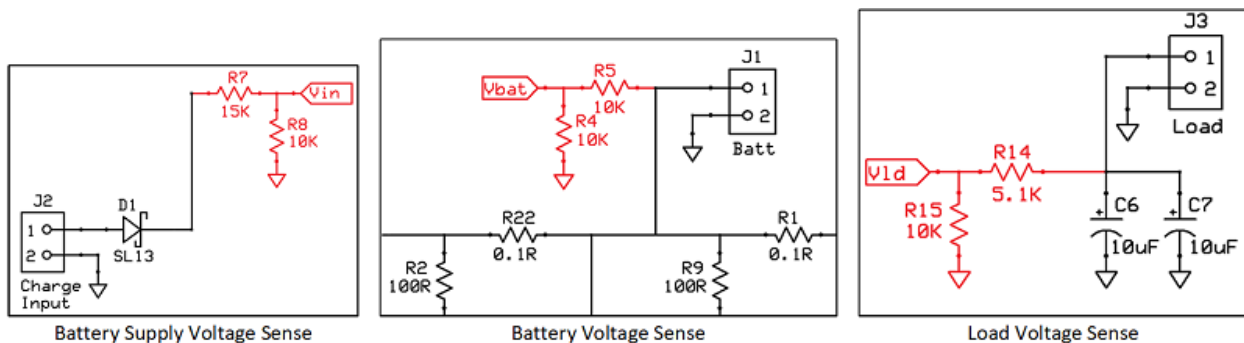 R7
15K
Vin
R8
10K
J2
1
2
D1
SL13
Charge
Input
Battery Supply Voltage Sense
J1
1
2
Batt
Vbat
R5
10K
R4
10K
R22
0.1R
R1
0.1R
R2
100R
R9
100R
Battery Voltage Sense
J3
1
2
Load
Vld
R14
5.1K
R15
10K
C6
+
10uF
C7
+
10uF
Load Voltage Sense